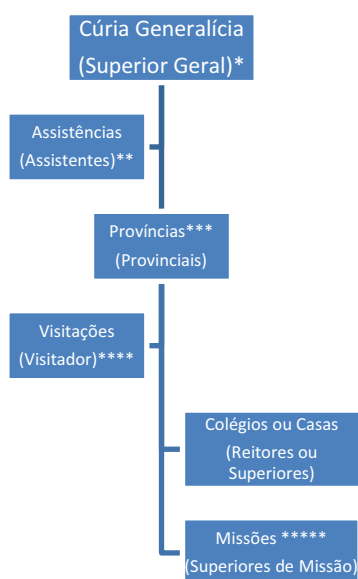 Cúria Generalícia
(Superior Geral)*
Assistências
(Assistentes)**
Províncias***
(Provinciais)
Visitações
(Visitador)****
Colégios ou Casas
(Reitores ou
Superiores)
Missões *****
(Superiores de Missão)